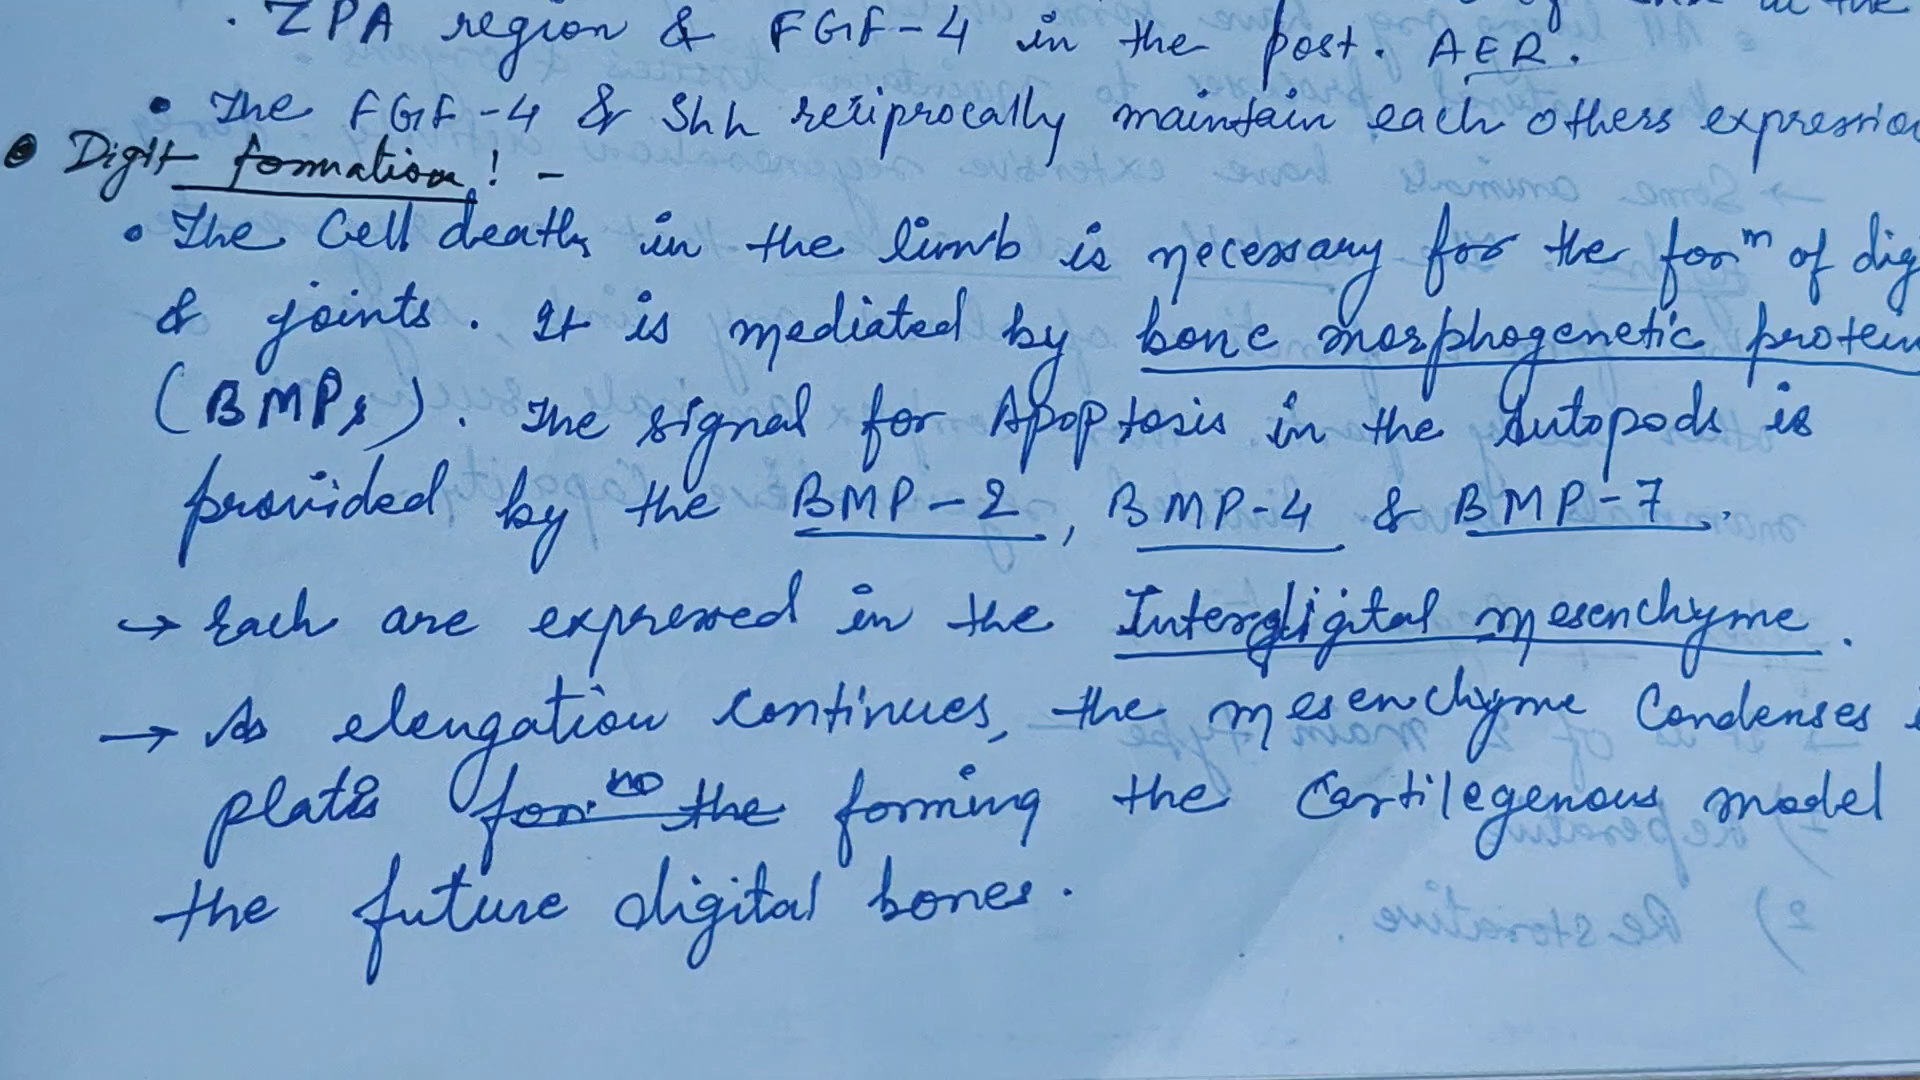 · ZPA region & FGF-4 in the post. AER.
• The FGF-4 & Shh reciprocally maintain each others expressio
• Digit formation! -
• The Cell death in the limb is necessary for the forᵐ of dig
& joints. It is mediated by bone morphogenetic protein
(BMPs). The signal for Apoptosis in the Autopods is
provided by the BMP-2, BMP-4 & BMP-7.
→ Each are expressed in the Interdigital mesenchyme.
→ As elongation continues, the mesenchyme Condenses i
plates forming the Cartilegenous model
the future digital bones.